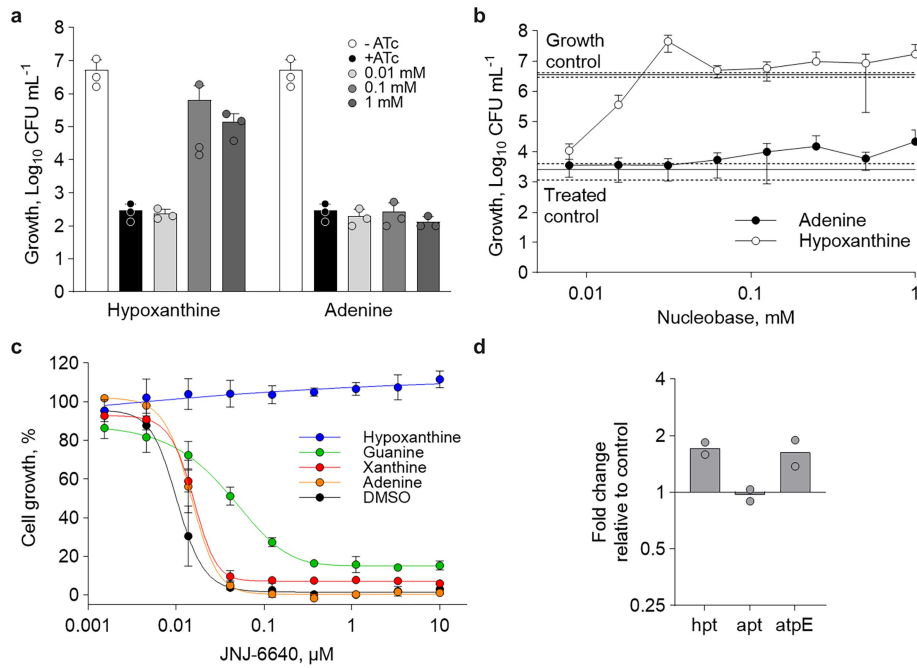 a
Growth, Log10 CFU mL-1
8
7
6
5
4
3
2
1
0
- ATc
+ATc
0.01 mM
0.1 mM
1 mM
Hypoxanthine
Adenine
b
Growth, Log10 CFU mL-1
8
7
6
5
4
3
2
1
0
Growth
control
Treated
control
Adenine
Hypoxanthine
0.01
0.1
1
Nucleobase, mM
c
Cell growth, %
120
100
80
60
40
20
0
Hypoxanthine
Guanine
Xanthine
Adenine
DMSO
0.001
0.01
0.1
1
10
JNJ-6640, µM
d
Fold change
relative to control
4
2
1
0.5
0.25
hpt
apt
atpE